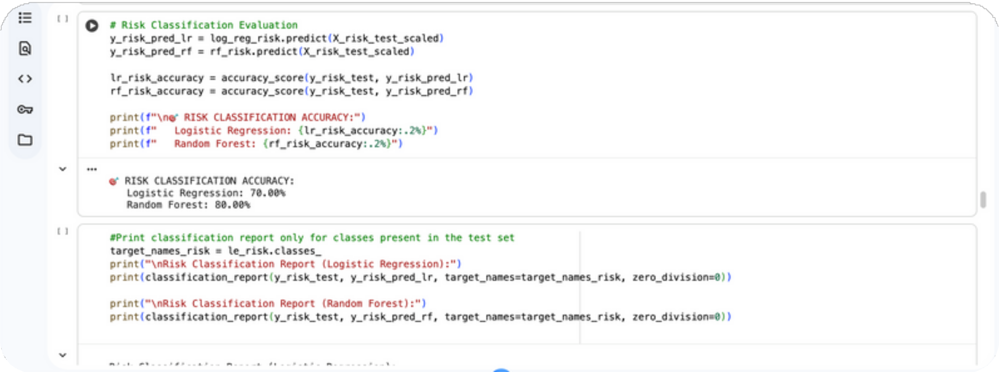 [ ]
# Risk Classification Evaluation
y_risk_pred_lr = log_reg_risk.predict(X_risk_test_scaled)
y_risk_pred_rf = rf_risk.predict(X_risk_test_scaled)
lr_risk_accuracy = accuracy_score(y_risk_test, y_risk_pred_lr)
rf_risk_accuracy = accuracy_score(y_risk_test, y_risk_pred_rf)
print(f"\n🎯 RISK CLASSIFICATION ACCURACY:")
print(f"   Logistic Regression: {lr_risk_accuracy:.2%}")
print(f"   Random Forest: {rf_risk_accuracy:.2%}")
🎯 RISK CLASSIFICATION ACCURACY:
   Logistic Regression: 70.00%
   Random Forest: 80.00%
[ ]
#Print classification report only for classes present in the test set
target_names_risk = le_risk.classes_
print("\nRisk Classification Report (Logistic Regression):")
print(classification_report(y_risk_test, y_risk_pred_lr, target_names=target_names_risk, zero_division=0))
print("\nRisk Classification Report (Random Forest):")
print(classification_report(y_risk_test, y_risk_pred_rf, target_names=target_names_risk, zero_division=0))